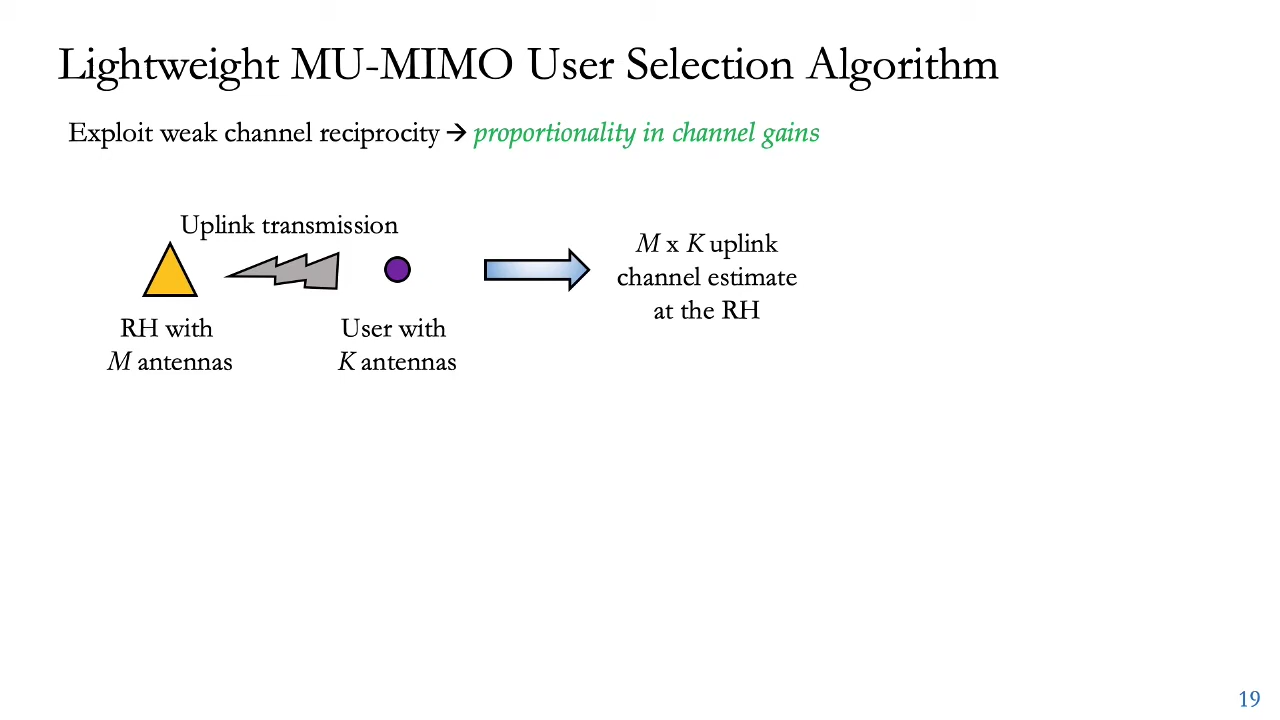 Lightweight MU-MIMO User Selection Algorithm
Exploit weak channel reciprocity → proportionality in channel gains
Uplink transmission
RH with
M antennas
User with
K antennas
M x K uplink
channel estimate
at the RH
19